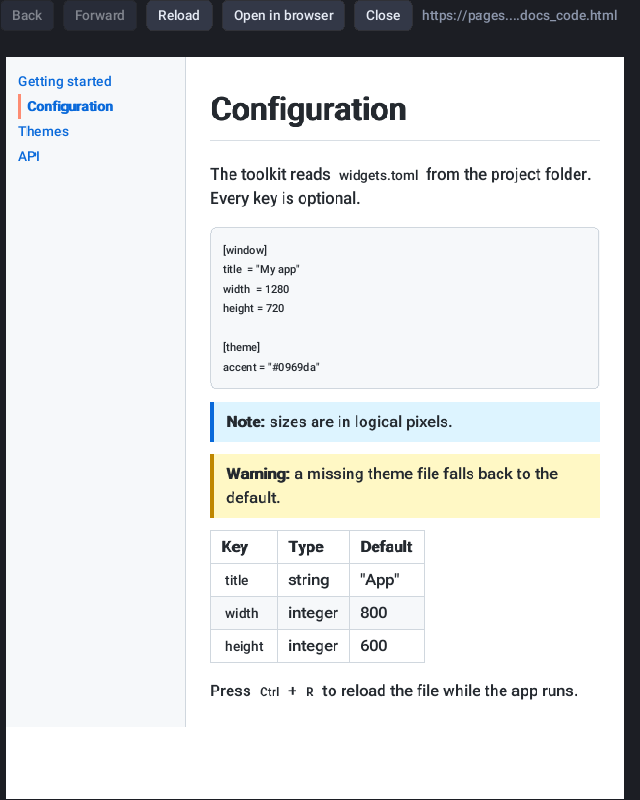 Back Forward Reload Open in browser Close https://pages....docs_code.html
Getting started
Configuration
Themes
API
Configuration
The toolkit reads widgets.toml from the project folder.
Every key is optional.
[window]
title = "My app"
width = 1280
height = 720
[theme]
accent = "#0969da"
Note: sizes are in logical pixels.
Warning: a missing theme file falls back to the
default.
Key Type Default
title string "App"
width integer 800
height integer 600
Press Ctrl + R to reload the file while the app runs.